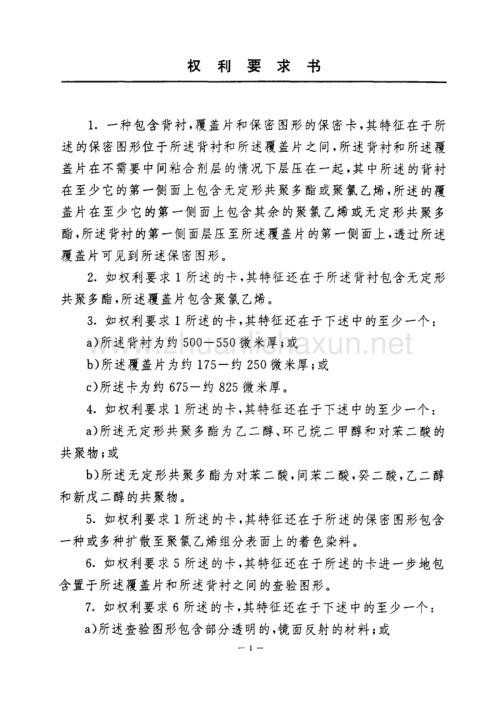 权利要求书
1. 一种包含背衬,覆盖片和保密图形的保密卡,其特征在于所
述的保密图形位于所述背衬和所述覆盖片之间,所述背衬和所述覆
盖片在不需要中间粘合剂层的情况下层压在一起,其中所述的背衬
在至少它的第一侧面上包含无定形共聚多酯或聚氯乙烯,所述的覆
盖片在至少它的第一侧面上包含其余的聚氯乙烯或无定形共聚多
酯,所述背衬的第一侧面层压至所述覆盖片的第一侧面上,透过所述
覆盖片可见到所述保密图形。
2. 如权利要求1所述的卡,其特征还在于所述背衬包含无定形
共聚多酯,所述覆盖片包含聚氯乙烯。
3. 如权利要求1所述的卡,其特征还在于下述中的至少一个:
a)所述背衬为约500-550微米厚;或
b)所述覆盖片为约175-约250微米厚;或
c)所述卡为约675-约825微米厚。
4. 如权利要求1所述的卡,其特征还在于下述中的至少一个:
a)所述无定形共聚多酯为乙二醇、环己烷二甲醇和对苯二酸的
共聚物;或
b)所述无定形共聚多酯为对苯二酸,间苯二酸,癸二酸,乙二醇
和新戊二醇的共聚物。
5. 如权利要求1所述的卡,其特征还在于所述的保密图形包含
一种或多种扩散至聚氯乙烯组分表面上的着色染料。
6. 如权利要求5所述的卡,其特征还在于所述的卡进一步地包
含置于所述覆盖片和所述背衬之间的查验图形。
7. 如权利要求6所述的卡,其特征还在于下述中的至少一个:
a)所述查验图形包含部分透明的,镜面反射的材料;或
- 1 -
www.zhuanlichaxun.net